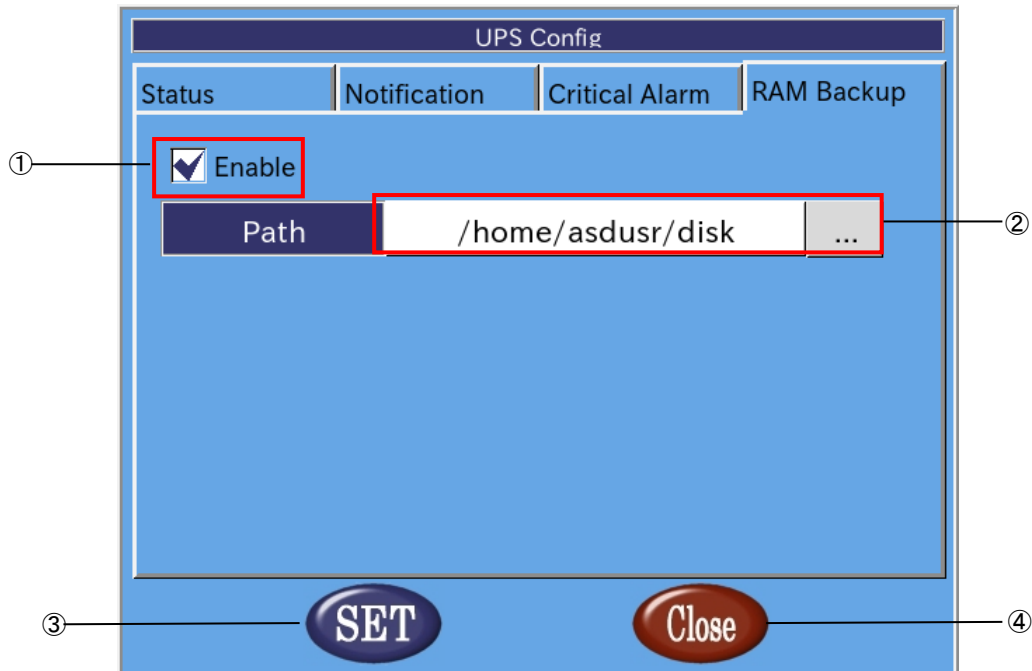 UPS Config
Status Notification Critical Alarm RAM Backup
① Enable
Path /home/asdusr/disk ... ②
③ SET Close ④